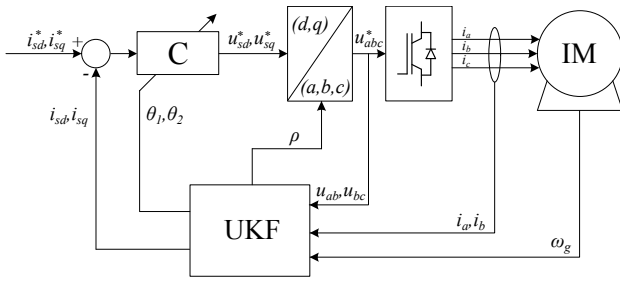 i*sd,i*sq
+
-
C
u*sd,u*sq
(d,q)
(a,b,c)
u*abc
ia
ib
ic
IM
isd,isq
θ1,θ2
ρ
uab,ubc
UKF
ia,ib
ωg